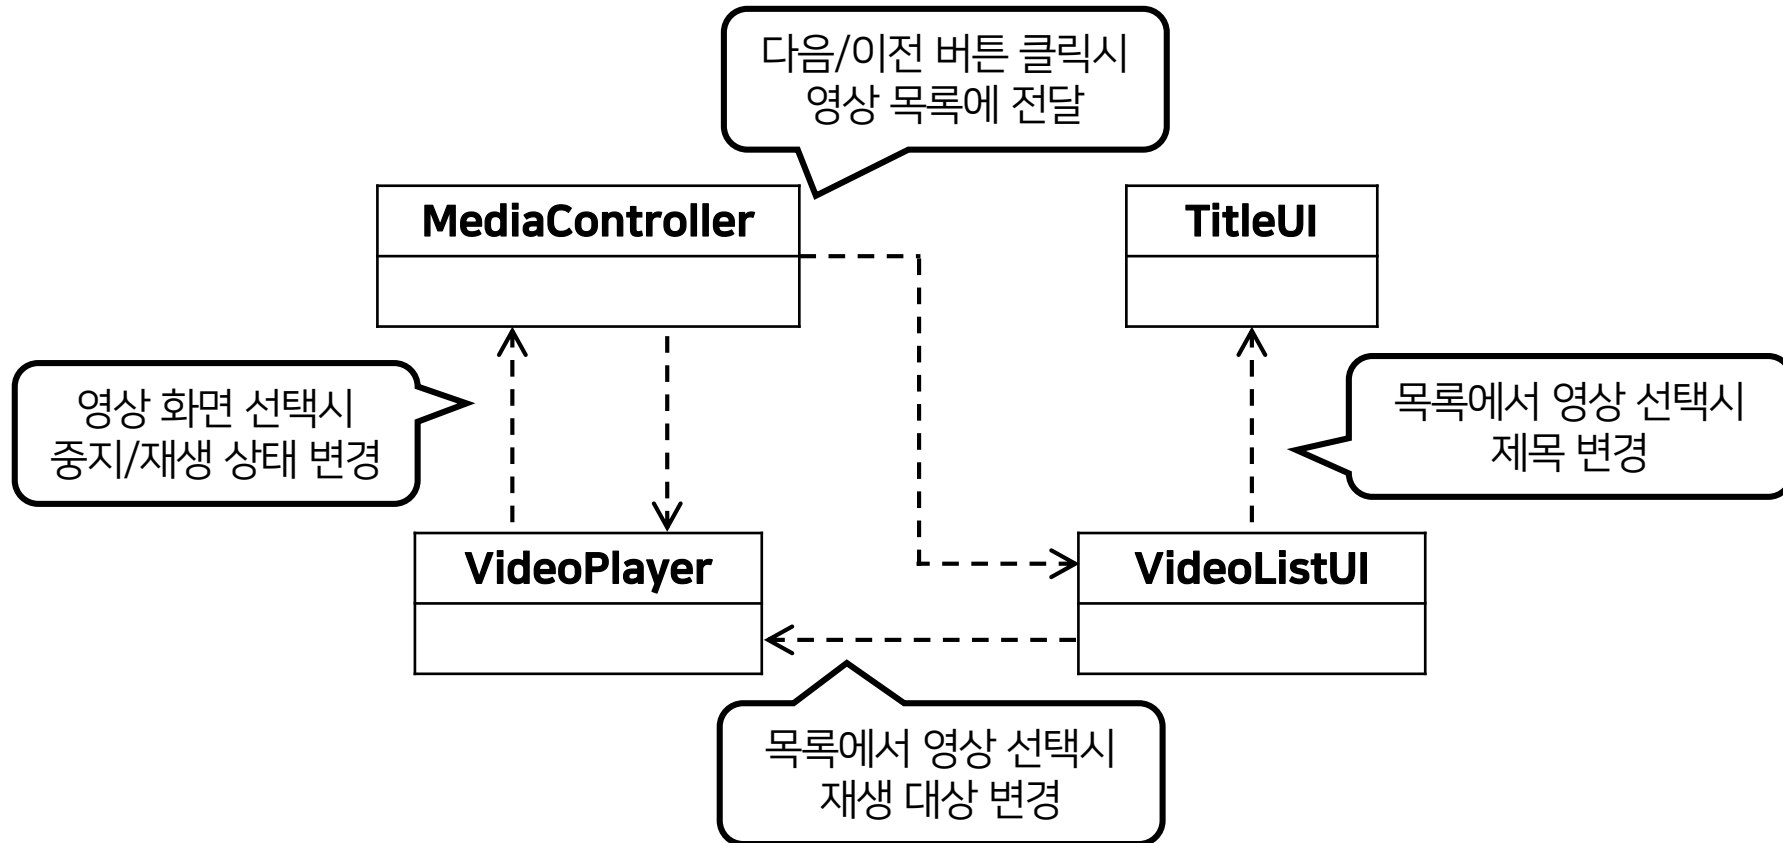 다음/이전 버튼 클릭시
영상 목록에 전달
MediaController
TitleUI
영상 화면 선택시
중지/재생 상태 변경
목록에서 영상 선택시
제목 변경
VideoPlayer
VideoListUI
목록에서 영상 선택시
재생 대상 변경